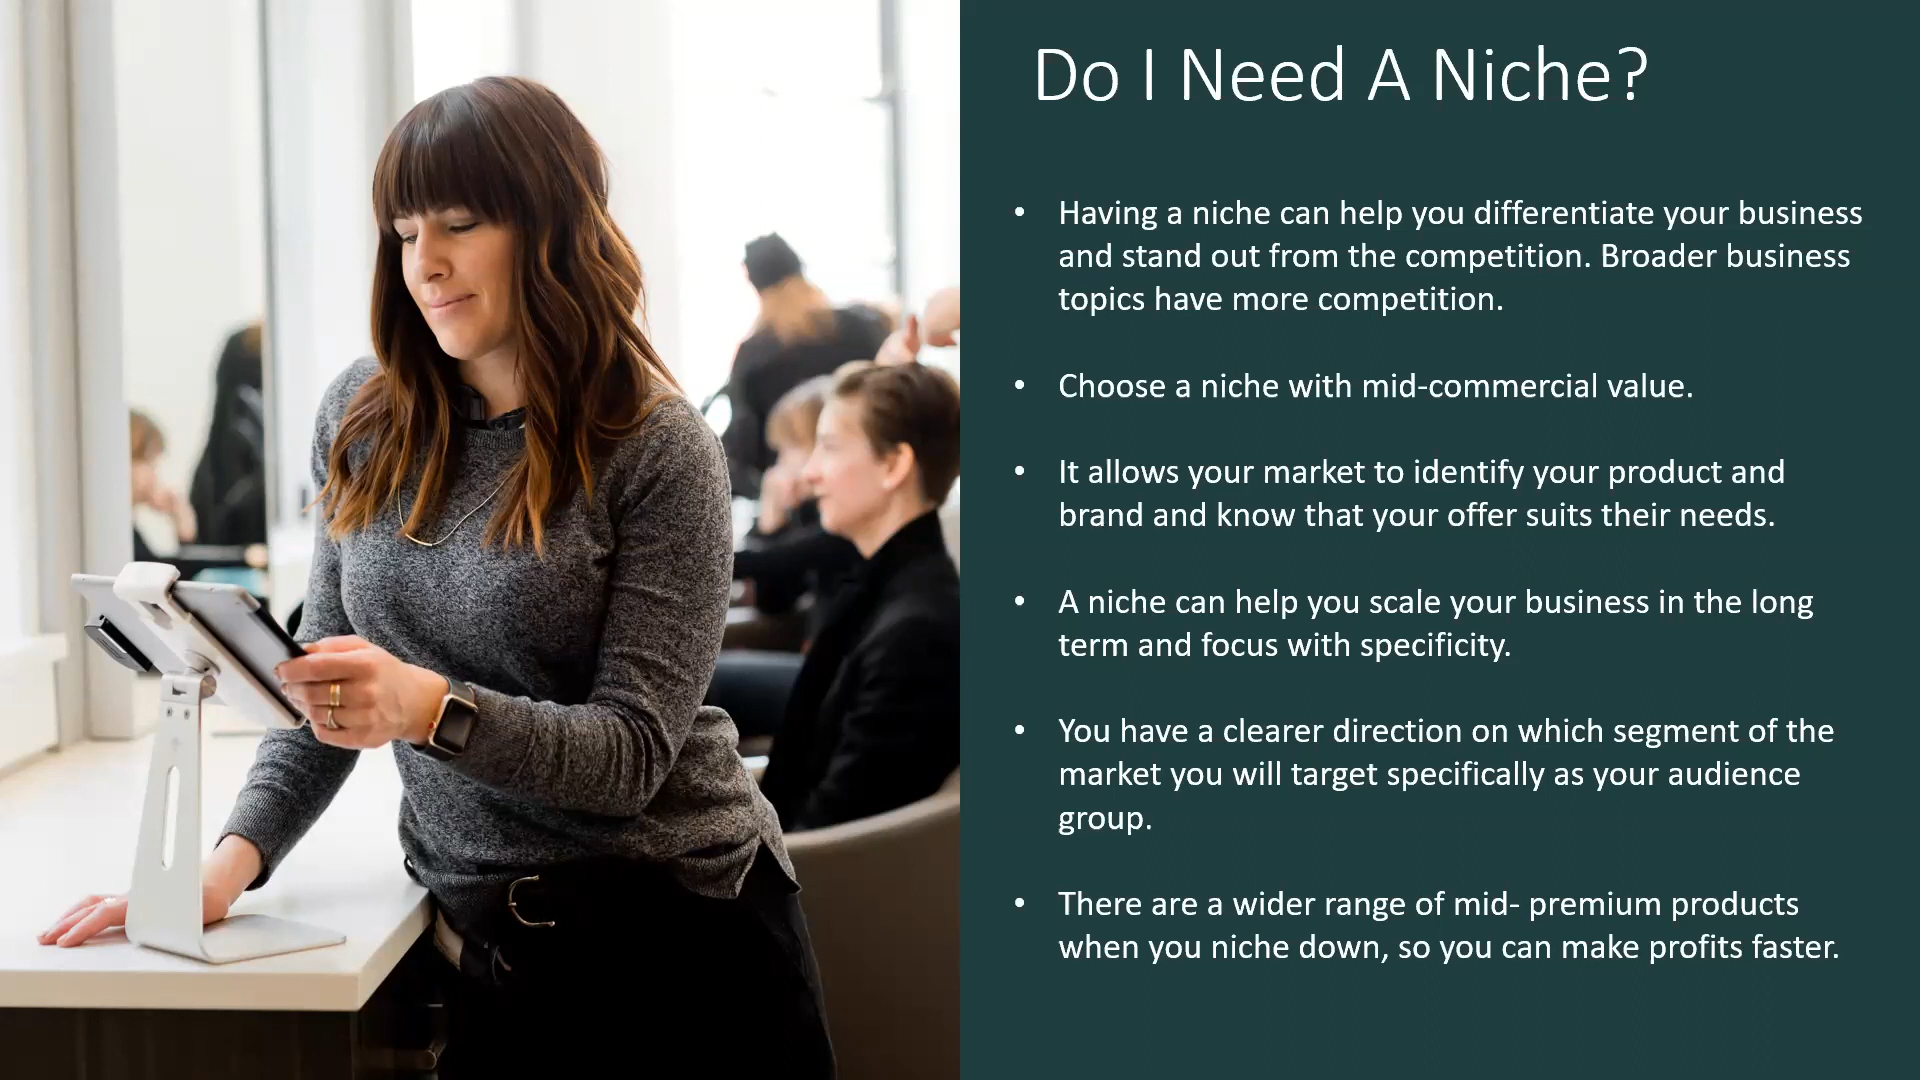 Do I Need A Niche?
• Having a niche can help you differentiate your business
and stand out from the competition. Broader business
topics have more competition.
• Choose a niche with mid-commercial value.
• It allows your market to identify your product and
brand and know that your offer suits their needs.
• A niche can help you scale your business in the long
term and focus with specificity.
• You have a clearer direction on which segment of the
market you will target specifically as your audience
group.
• There are a wider range of mid- premium products
when you niche down, so you can make profits faster.